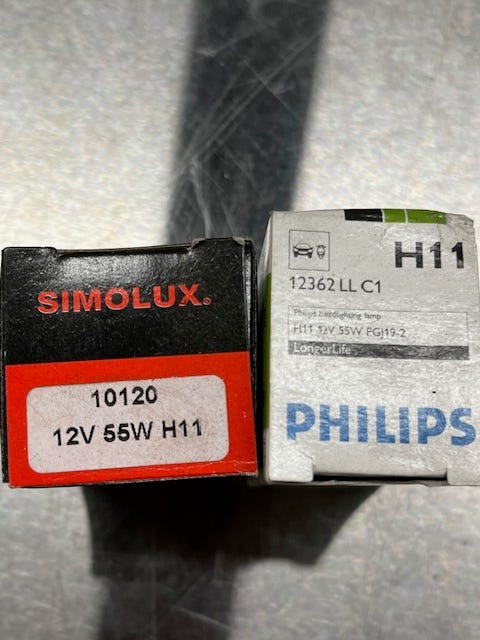 SIMOLUX.
10120
12V 55W H11
H11
12362 LL C1
Philips headlighting lamp
H11 12V 55W PGJ19-2
LongerLife
PHILIPS